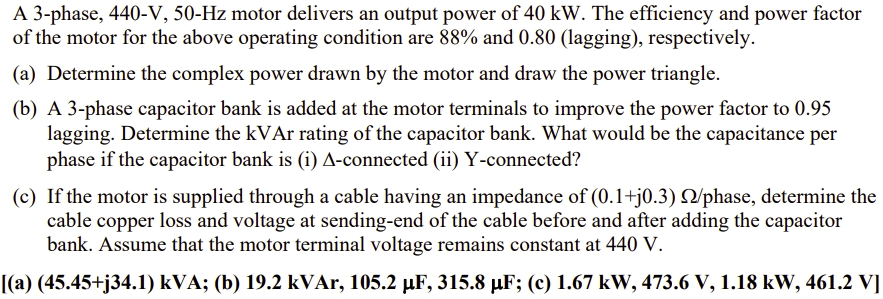 A 3-phase, 440-V, 50-Hz motor delivers an output power of 40 kW. The efficiency and power factor
of the motor for the above operating condition are 88% and 0.80 (lagging), respectively.
(a) Determine the complex power drawn by the motor and draw the power triangle.
(b) A 3-phase capacitor bank is added at the motor terminals to improve the power factor to 0.95
lagging. Determine the kVAr rating of the capacitor bank. What would be the capacitance per
phase if the capacitor bank is (i) Δ-connected (ii) Y-connected?
(c) If the motor is supplied through a cable having an impedance of (0.1+j0.3) Ω/phase, determine the
cable copper loss and voltage at sending-end of the cable before and after adding the capacitor
bank. Assume that the motor terminal voltage remains constant at 440 V.
[(a) (45.45+j34.1) kVA; (b) 19.2 kVAr, 105.2 μF, 315.8 μF; (c) 1.67 kW, 473.6 V, 1.18 kW, 461.2 V]